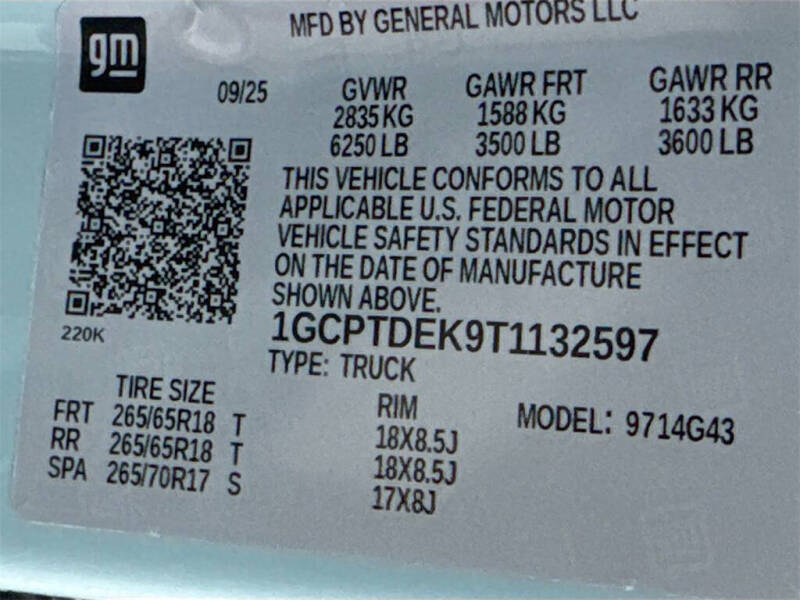 MFD BY GENERAL MOTORS LLC
gm
09/25 GVWR GAWR FRT GAWR RR
2835 KG 1588 KG 1633 KG
6250 LB 3500 LB 3600 LB
THIS VEHICLE CONFORMS TO ALL
APPLICABLE U.S. FEDERAL MOTOR
VEHICLE SAFETY STANDARDS IN EFFECT
ON THE DATE OF MANUFACTURE
SHOWN ABOVE.
220K
1GCPTDEK9T1132597
TYPE: TRUCK
TIRE SIZE RIM MODEL: 9714G43
FRT 265/65R18 T 18X8.5J
RR 265/65R18 T 18X8.5J
SPA 265/70R17 S 17X8J